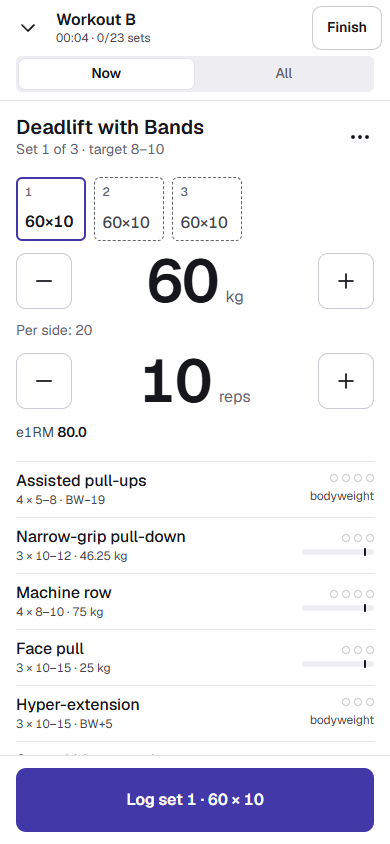 Workout B
00:04 · 0/23 sets
Finish
Now
All
Deadlift with Bands
Set 1 of 3 · target 8–10
1
60×10
2
60×10
3
60×10
60 kg
Per side: 20
10 reps
e1RM 80.0
Assisted pull-ups
4 × 5–8 · BW−19
bodyweight
Narrow-grip pull-down
3 × 10–12 · 46.25 kg
Machine row
4 × 8–10 · 75 kg
Face pull
3 × 10–15 · 25 kg
Hyper-extension
3 × 10–15 · BW+5
bodyweight
Log set 1 · 60 × 10